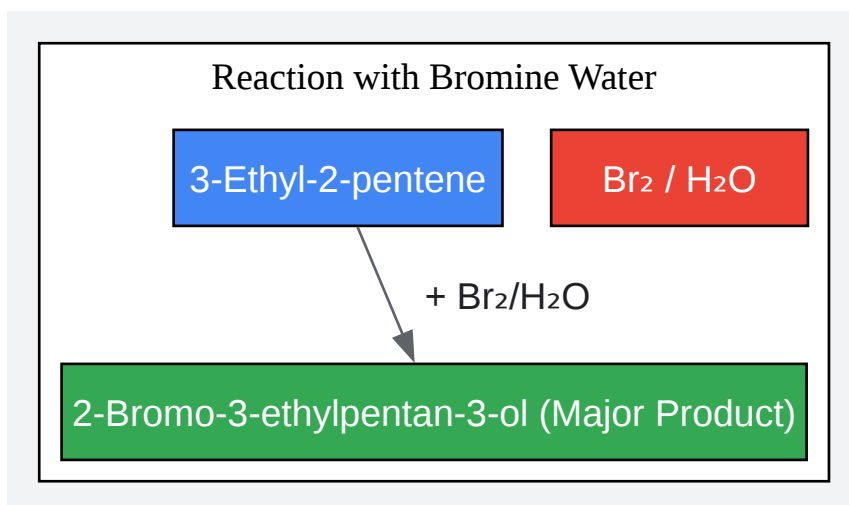 Reaction with Bromine Water
3-Ethyl-2-pentene
Br₂ / H₂O
+ Br₂/H₂O
2-Bromo-3-ethylpentan-3-ol (Major Product)